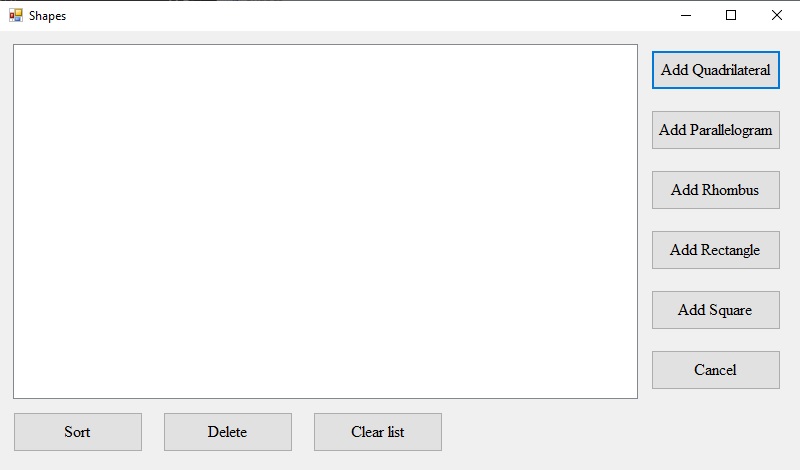 Shapes
Add Quadrilateral
Add Parallelogram
Add Rhombus
Add Rectangle
Add Square
Cancel
Sort
Delete
Clear list